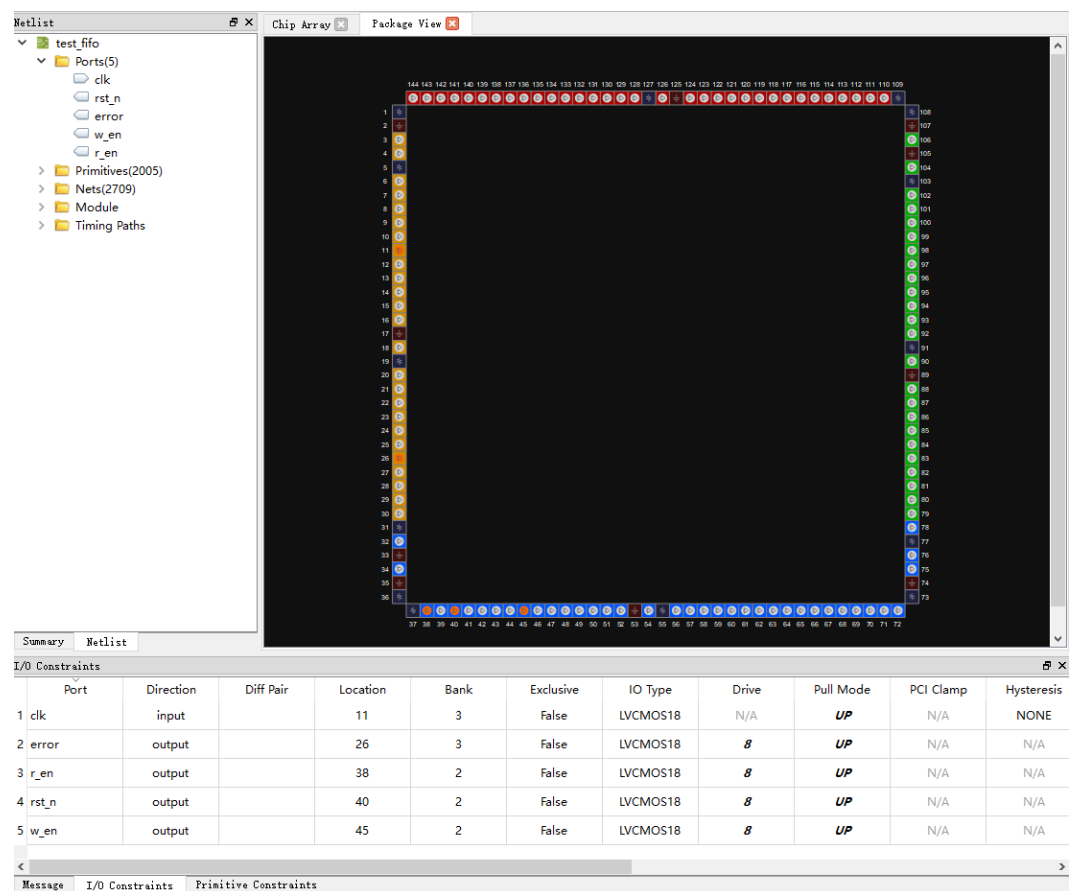 Netlist
Chip Array
Package View
test_fifo
Ports(5)
clk
rst_n
error
w_en
r_en
Primitives(2005)
Nets(2709)
Module
Timing Paths
144 143 142 141 140 139 138 137 136 135 134 133 132 131 130 129 128 127 126 125 124 123 122 121 120 119 118 117 116 115 114 113 112 111 110 109
1 108
2 107
3 106
4 105
5 104
6 103
7 102
8 101
9 100
10 99
11 98
12 97
13 96
14 95
15 94
16 93
17 92
18 91
19 90
20 89
21 88
22 87
23 86
24 85
25 84
26 83
27 82
28 81
29 80
30 79
31 78
32 77
33 76
34 75
35 74
36 73
37 38 39 40 41 42 43 44 45 46 47 48 49 50 51 52 53 54 55 56 57 58 59 60 61 62 63 64 65 66 67 68 69 70 71 72
Summary Netlist
I/O Constraints
Port Direction Diff Pair Location Bank Exclusive IO Type Drive Pull Mode PCI Clamp Hysteresis
1 clk input 11 3 False LVCMOS18 N/A UP N/A NONE
2 error output 26 3 False LVCMOS18 8 UP N/A N/A
3 r_en output 38 2 False LVCMOS18 8 UP N/A N/A
4 rst_n output 40 2 False LVCMOS18 8 UP N/A N/A
5 w_en output 45 2 False LVCMOS18 8 UP N/A N/A
Message I/O Constraints Primitive Constraints